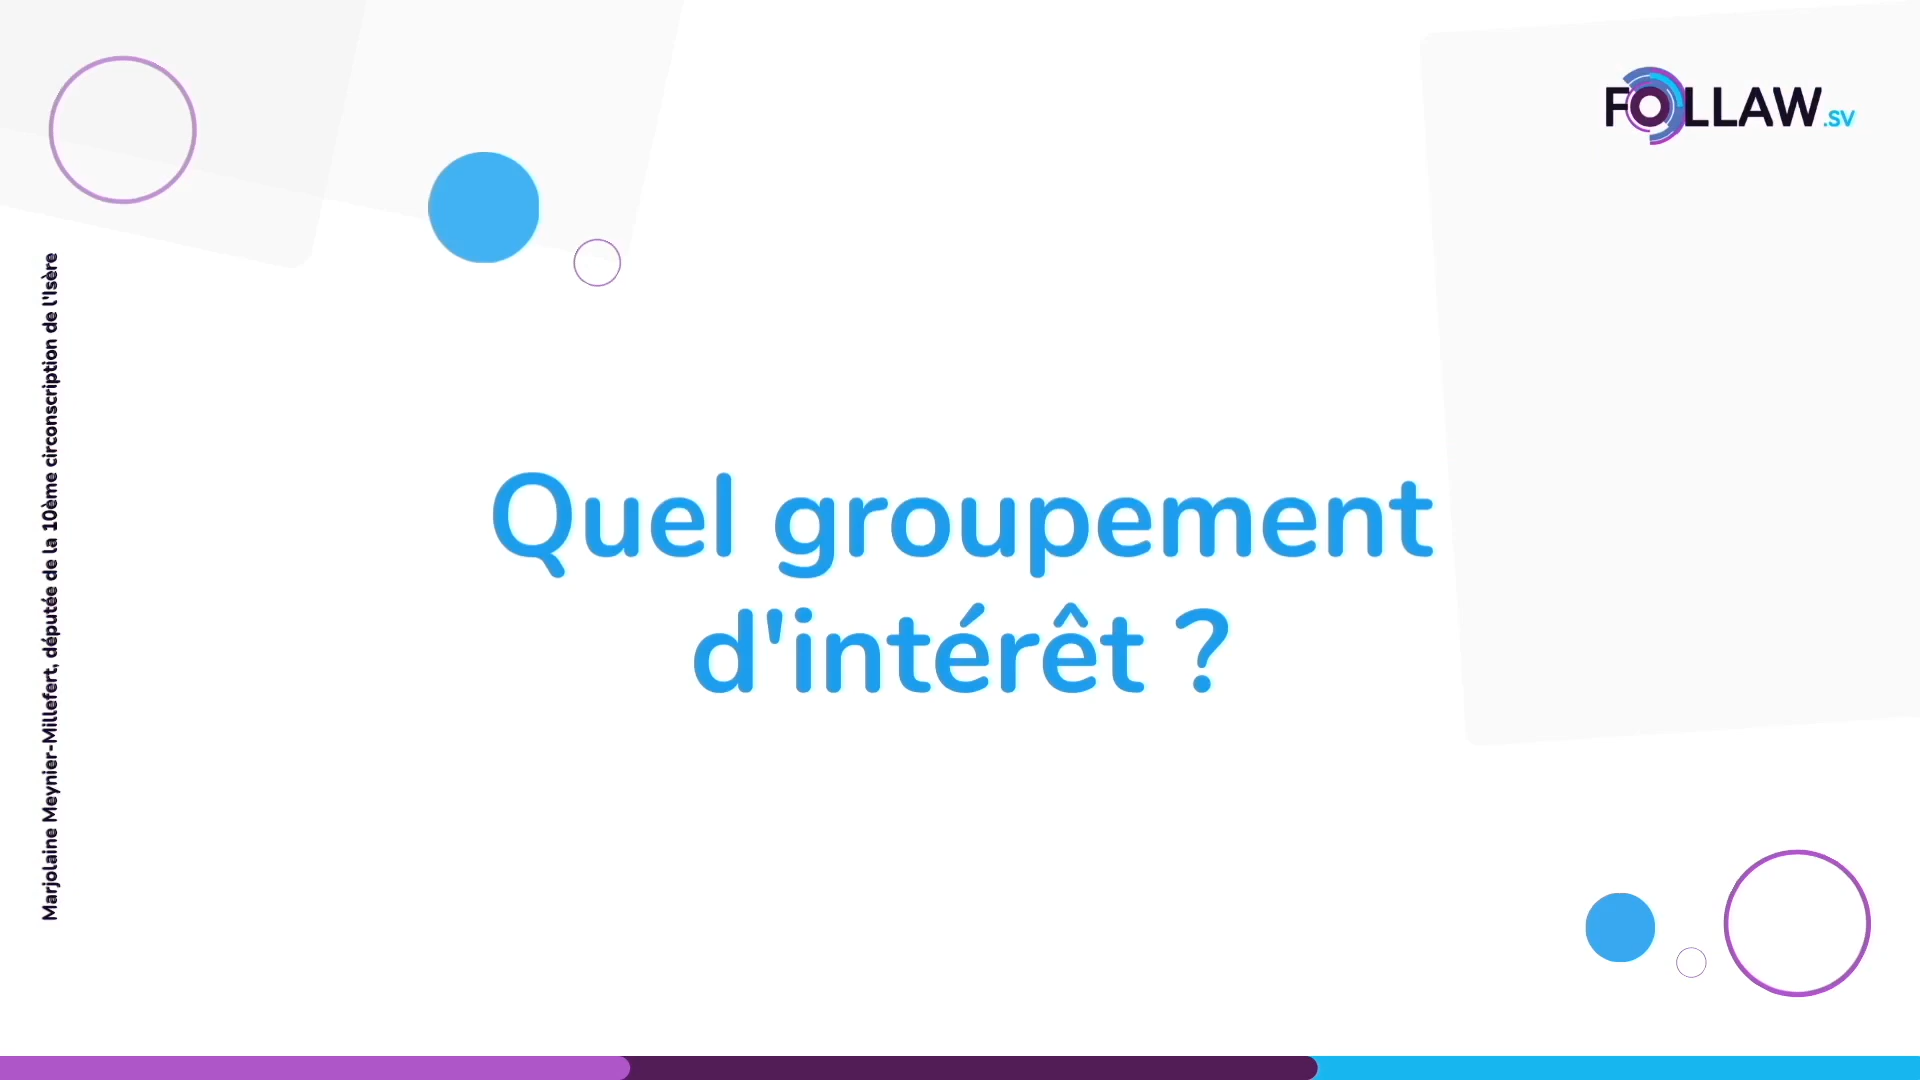 FOLLAW.SV
Marjolaine Meynier-Millefert, députée de la 10ème circonscription de l'Isère
Quel groupement
d'intérêt ?